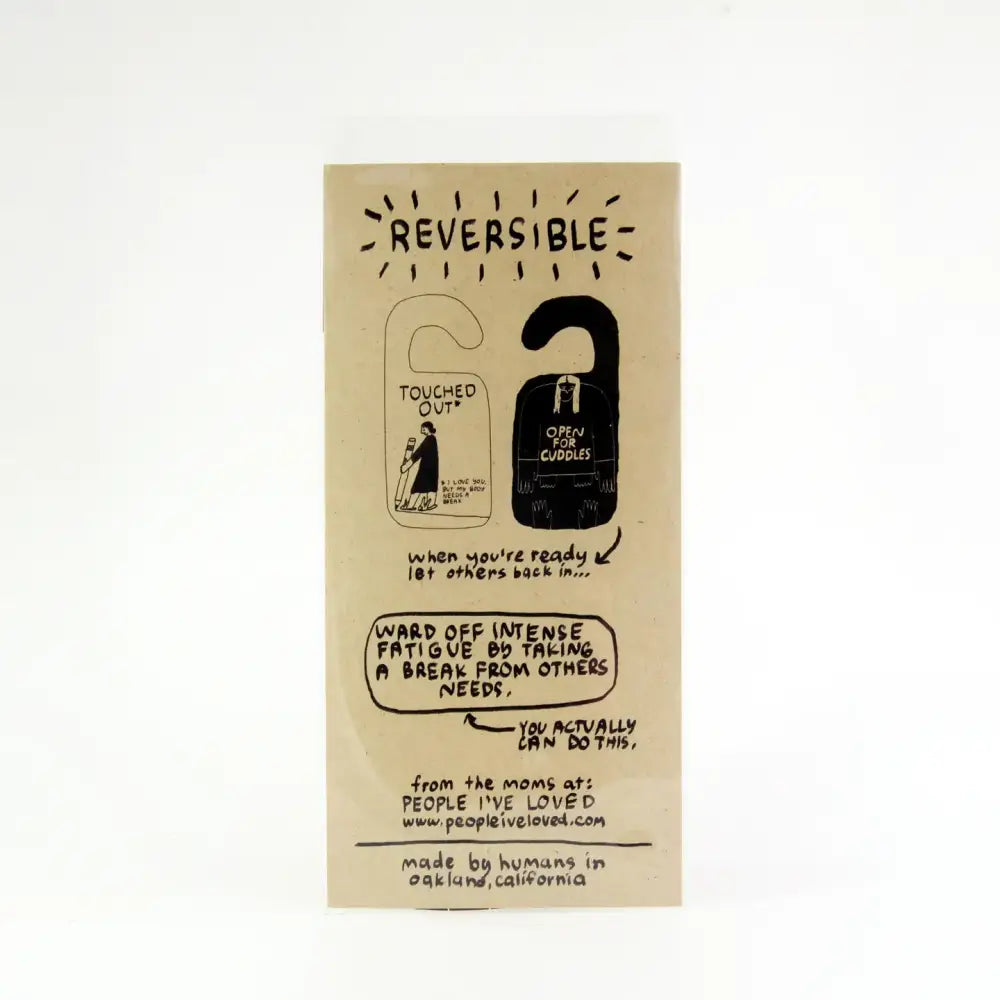 REVERSIBLE
TOUCHED
OUT*
* I LOVE YOU,
BUT MY BODY
NEEDS A
BREAK
OPEN
FOR
CUDDLES
when you're ready
let others back in...
WARD OFF INTENSE
FATIGUE BY TAKING
A BREAK FROM OTHERS
NEEDS.
YOU ACTUALLY
CAN DO THIS.
from the moms at:
PEOPLE I'VE LOVED
www.peopleiveloved.com
made by humans in
oakland, california